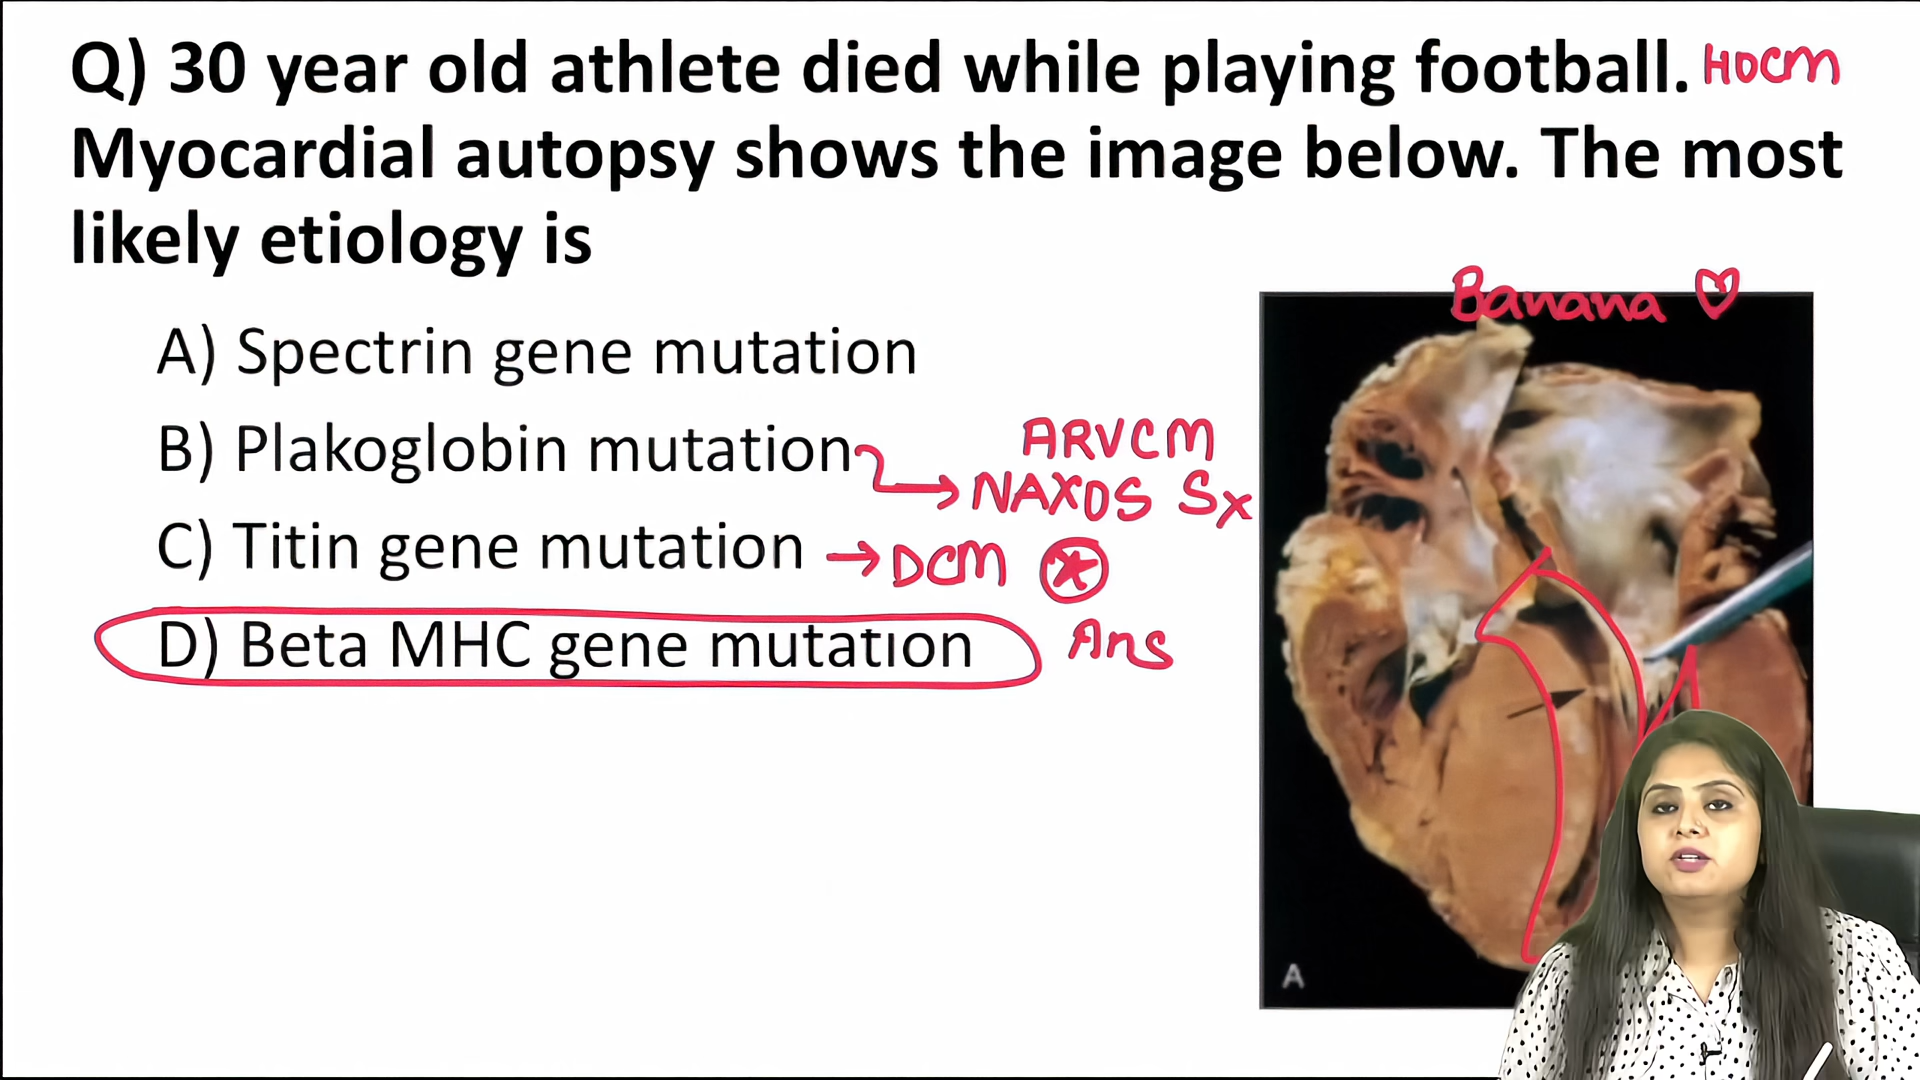 Q) 30 year old athlete died while playing football. HOCM
Myocardial autopsy shows the image below. The most
likely etiology is
Banana
A) Spectrin gene mutation
B) Plakoglobin mutation
ARVCM
NAXOS Sx
C) Titin gene mutation → DCM
D) Beta MHC gene mutation Ans
A